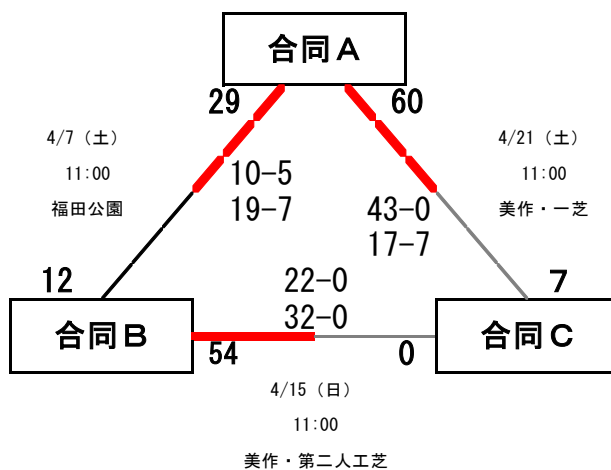 合同A
29
60
4/7（土）
11:00
福田公園
10-5
19-7
43-0
17-7
4/21（土）
11:00
美作・一芝
12
7
22-0
32-0
合同B
合同C
54
0
4/15（日）
11:00
美作・第二人工芝